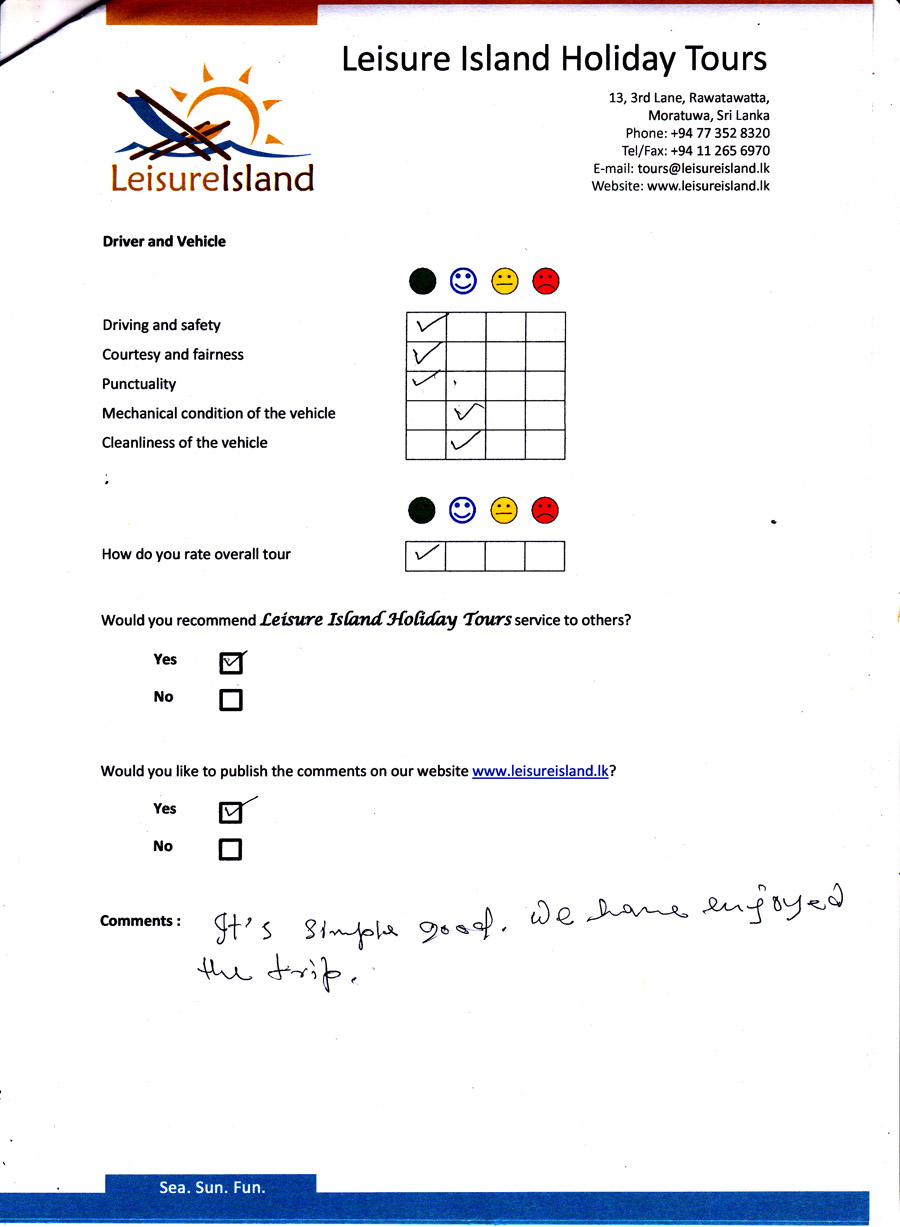 Leisure Island Holiday Tours
LeisureIsland
13, 3rd Lane, Rawatawatta,
Moratuwa, Sri Lanka
Phone: +94 77 352 8320
Tel/Fax: +94 11 265 6970
E-mail: tours@leisureisland.lk
Website: www.leisureisland.lk
Driver and Vehicle
Driving and safety
Courtesy and fairness
Punctuality
Mechanical condition of the vehicle
Cleanliness of the vehicle
How do you rate overall tour
Would you recommend Leisure Island Holiday Tours service to others?
Yes
No
Would you like to publish the comments on our website www.leisureisland.lk?
Yes
No
Comments : It's simple good. We have enjoyed
the trip.
Sea. Sun. Fun.